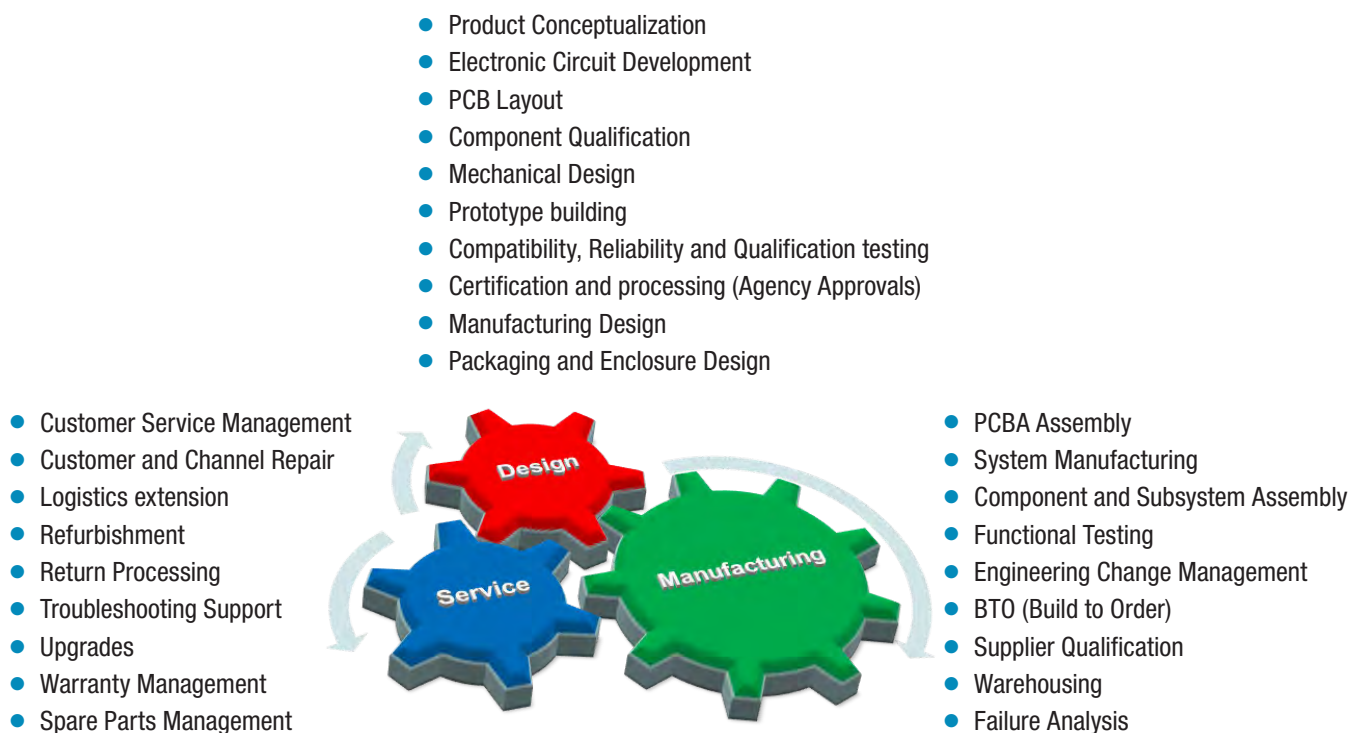 Product Conceptualization
Electronic Circuit Development
PCB Layout
Component Qualification
Mechanical Design
Prototype building
Compatibility, Reliability and Qualification testing
Certification and processing (Agency Approvals)
Manufacturing Design
Packaging and Enclosure Design
Customer Service Management
Customer and Channel Repair
Logistics extension
Refurbishment
Return Processing
Troubleshooting Support
Upgrades
Warranty Management
Spare Parts Management
Design
Service
Manufacturing
PCBA Assembly
System Manufacturing
Component and Subsystem Assembly
Functional Testing
Engineering Change Management
BTO (Build to Order)
Supplier Qualification
Warehousing
Failure Analysis